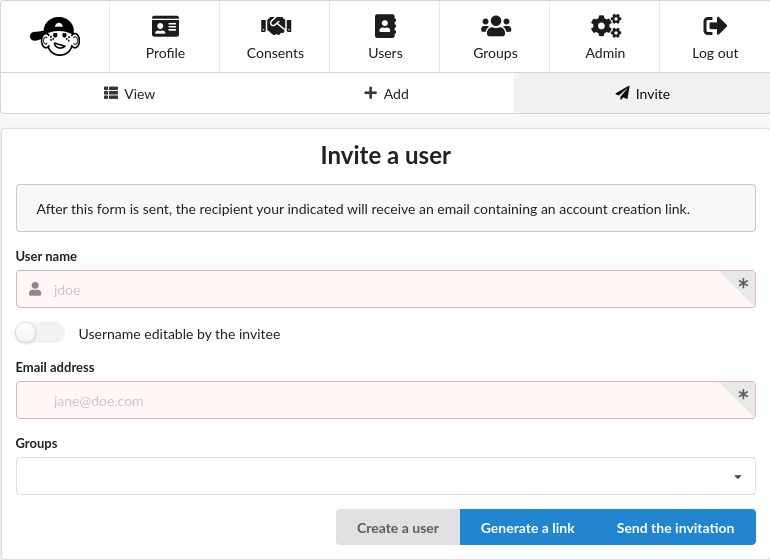 Profile Consents Users Groups Admin Log out
View Add Invite
Invite a user
After this form is sent, the recipient your indicated will receive an email containing an account creation link.
User name
jdoe
Username editable by the invitee
Email address
jane@doe.com
Groups
Create a user Generate a link Send the invitation